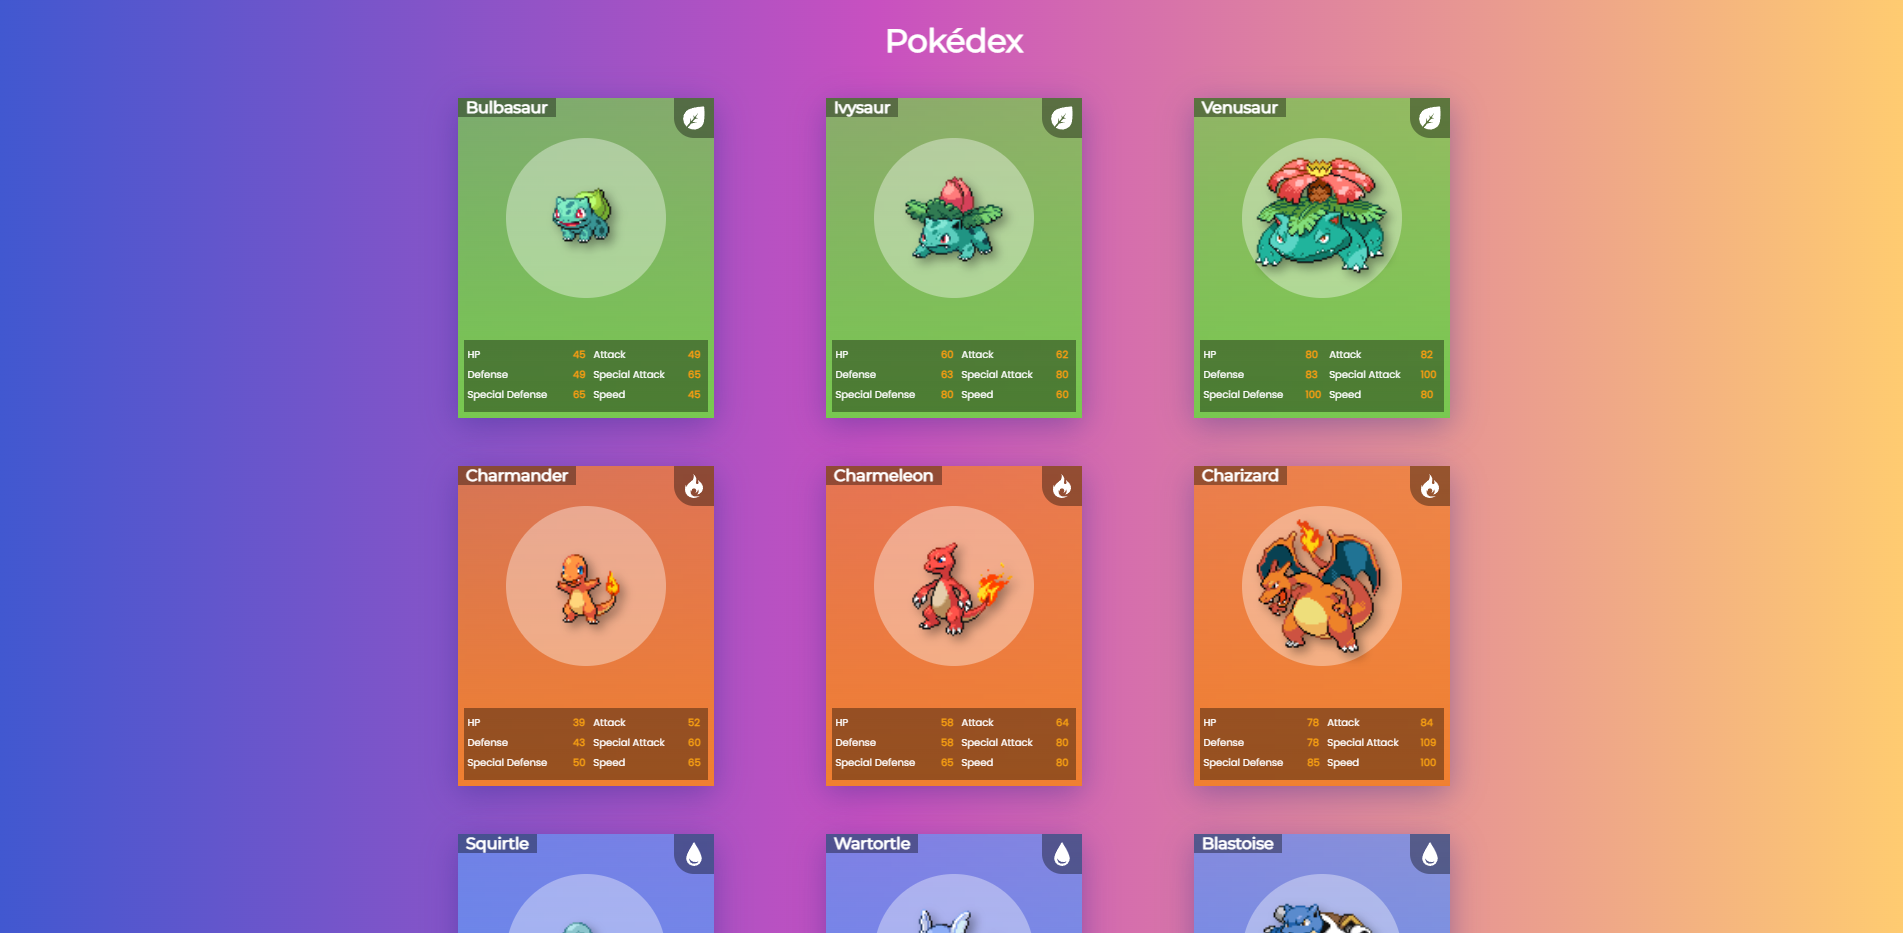 Pokédex
Bulbasaur
Ivysaur
Venusaur
HP 45 Attack 49
Defense 49 Special Attack 65
Special Defense 65 Speed 45
HP 60 Attack 62
Defense 63 Special Attack 80
Special Defense 80 Speed 60
HP 80 Attack 82
Defense 83 Special Attack 100
Special Defense 100 Speed 80
Charmander
Charmeleon
Charizard
HP 39 Attack 52
Defense 43 Special Attack 60
Special Defense 50 Speed 65
HP 58 Attack 64
Defense 58 Special Attack 80
Special Defense 65 Speed 80
HP 78 Attack 84
Defense 78 Special Attack 109
Special Defense 85 Speed 100
Squirtle
Wartortle
Blastoise